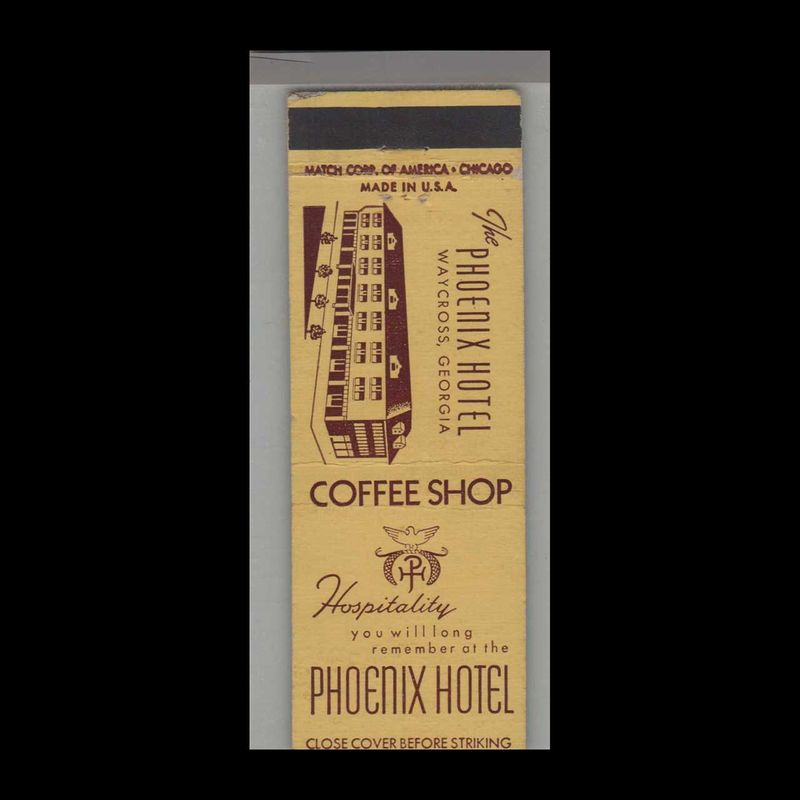 MATCH CORP. OF AMERICA • CHICAGO
MADE IN U.S.A.
The
PHOENIX HOTEL
WAYCROSS, GEORGIA
COFFEE SHOP
PH
Hospitality
you will long
remember at the
PHOENIX HOTEL
CLOSE COVER BEFORE STRIKING